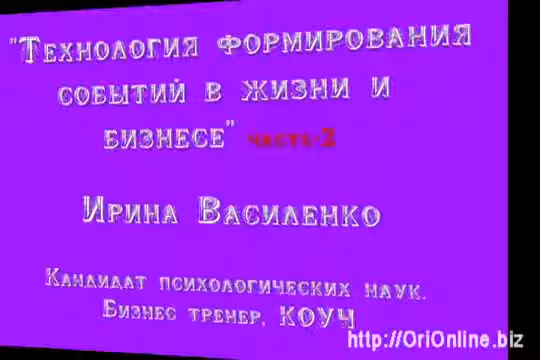 "Технология формирования
событий в жизни и
бизнесе" часть-2
Ирина Василенко
Кандидат психологических наук.
Бизнес тренер, КОУЧ
http://OriOnline.biz